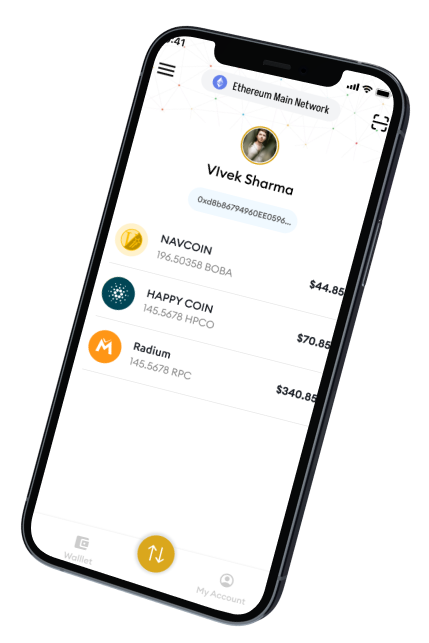 :41
Ethereum Main Network
VIvek Sharma
0xd8b86794960EE0596...
NAVCOIN
196.50358 BOBA
$44.85
HAPPY COIN
145.5678 HPCO
$70.85
Radium
145.5678 RPC
$340.85
Walllet
My Account